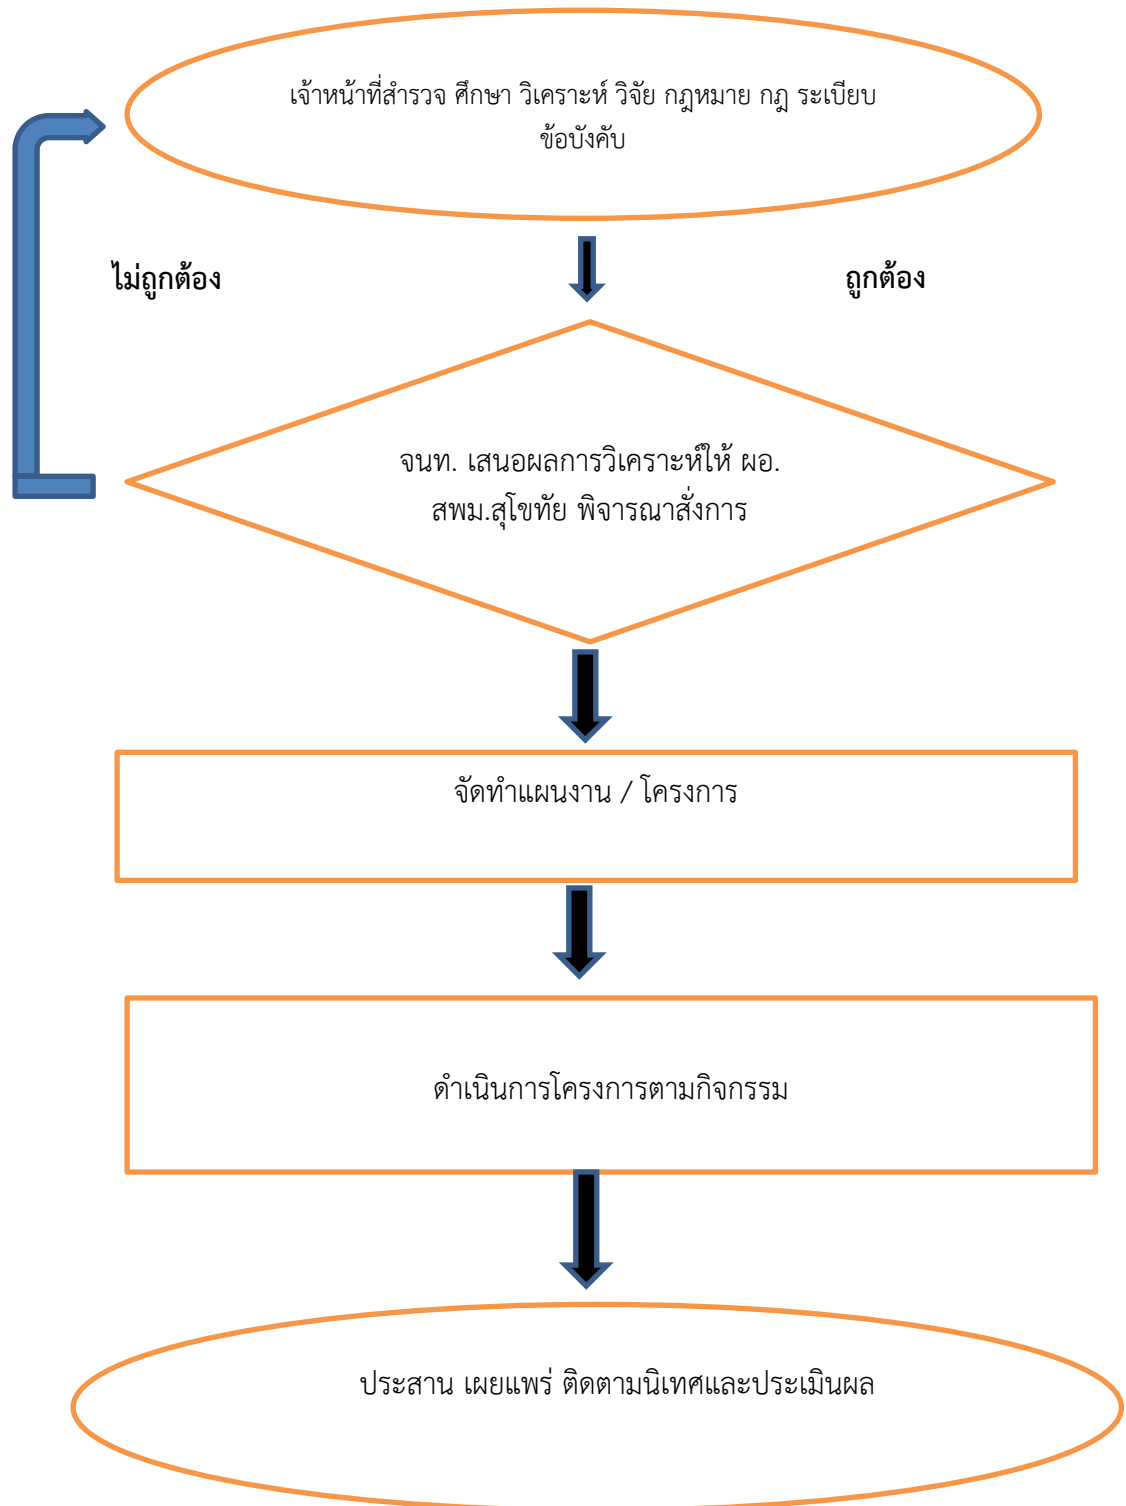 เจ้าหน้าที่สำรวจ ศึกษา วิเคราะห์ วิจัย กฎหมาย กฎ ระเบียบ
ข้อบังคับ
ไม่ถูกต้อง
ถูกต้อง
จนท. เสนอผลการวิเคราะห์ให้ ผอ.
สพม.สุโขทัย พิจารณาสั่งการ
จัดทำแผนงาน / โครงการ
ดำเนินการโครงการตามกิจกรรม
ประสาน เผยแพร่ ติดตามนิเทศและประเมินผล